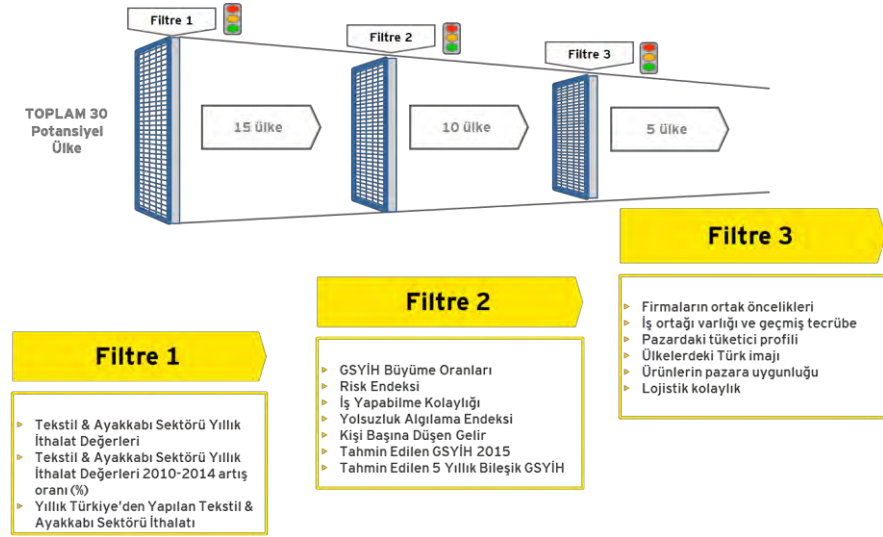 Filtre 1
Filtre 2
Filtre 3
TOPLAM 30
Potansiyel
Ülke
15 ülke
10 ülke
5 ülke
Filtre 3
Firmaların ortak öncelikleri
İş ortağı varlığı ve geçmiş tecrübe
Pazardaki tüketici profili
Ülkelerdeki Türk imajı
Ürünlerin pazara uygunluğu
Lojistik kolaylık
Filtre 2
GSYİH Büyüme Oranları
Risk Endeksi
İş Yapabilme Kolaylığı
Yolsuzluk Algılama Endeksi
Kişi Başına Düşen Gelir
Tahmin Edilen GSYİH 2015
Tahmin Edilen 5 Yıllık Bileşik GSYİH
Filtre 1
Tekstil & Ayakkabı Sektörü Yıllık
İthalat Değerleri
Tekstil & Ayakkabı Sektörü Yıllık
İthalat Değerleri 2010-2014 artış
oranı (%)
Yıllık Türkiye'den Yapılan Tekstil &
Ayakkabı Sektörü İthalatı